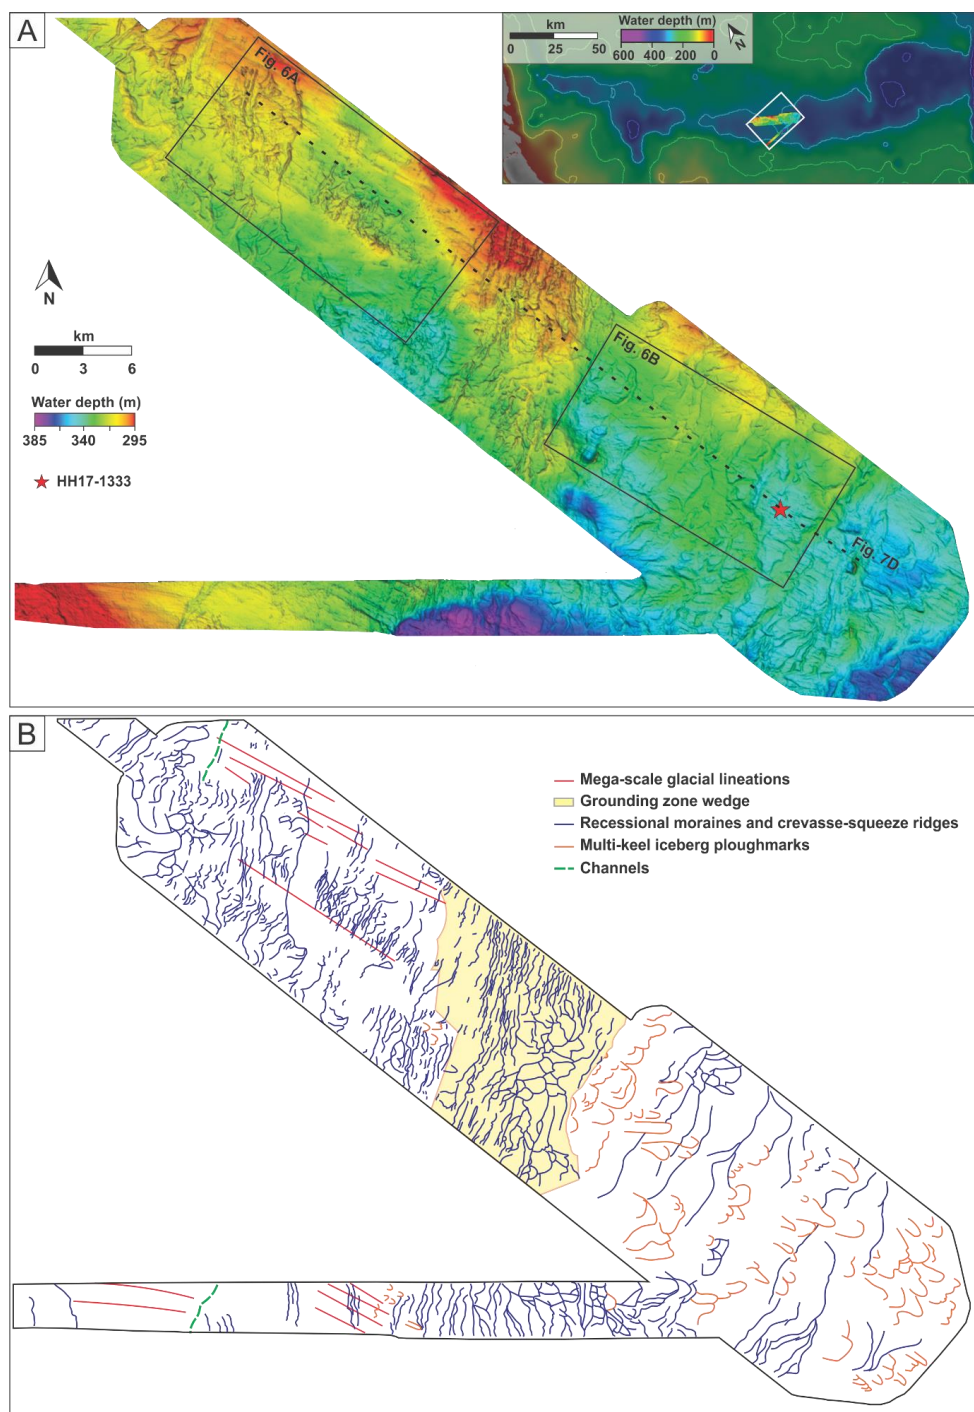 A
km
0 25 50
Water depth (m)
600 400 200 0
N
Fig. 6A
N
km
0 3 6
Water depth (m)
385 340 295
HH17-1333
Fig. 6B
Fig. 7D
B
Mega-scale glacial lineations
Grounding zone wedge
Recessional moraines and crevasse-squeeze ridges
Multi-keel iceberg ploughmarks
Channels